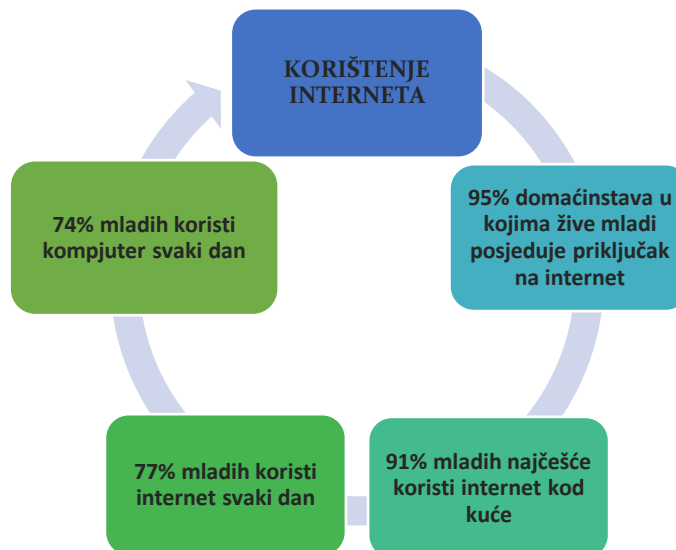 KORIŠTENJE
INTERNETA
95% domaćinstava u
kojima žive mladi
posjeduje priključak
na internet
91% mladih najčešće
koristi internet kod
kuće
77% mladih koristi
internet svaki dan
74% mladih koristi
kompjuter svaki dan